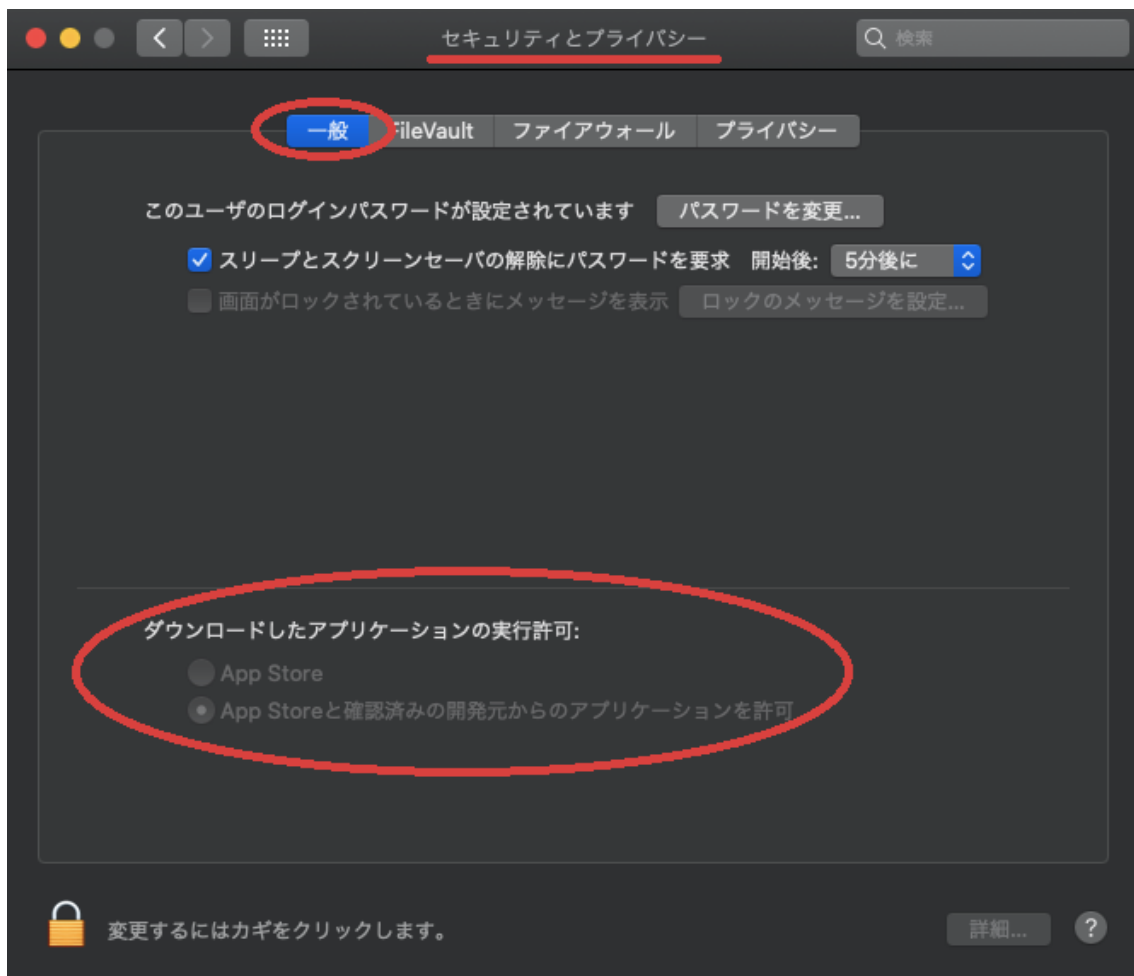 セキュリティとプライバシー
検索
一般 FileVault ファイアウォール プライバシー
このユーザのログインパスワードが設定されています パスワードを変更...
スリープとスクリーンセーバの解除にパスワードを要求 開始後: 5分後に
画面がロックされているときにメッセージを表示 ロックのメッセージを設定...
ダウンロードしたアプリケーションの実行許可:
App Store
App Storeと確認済みの開発元からのアプリケーションを許可
変更するにはカギをクリックします。
詳細...
?